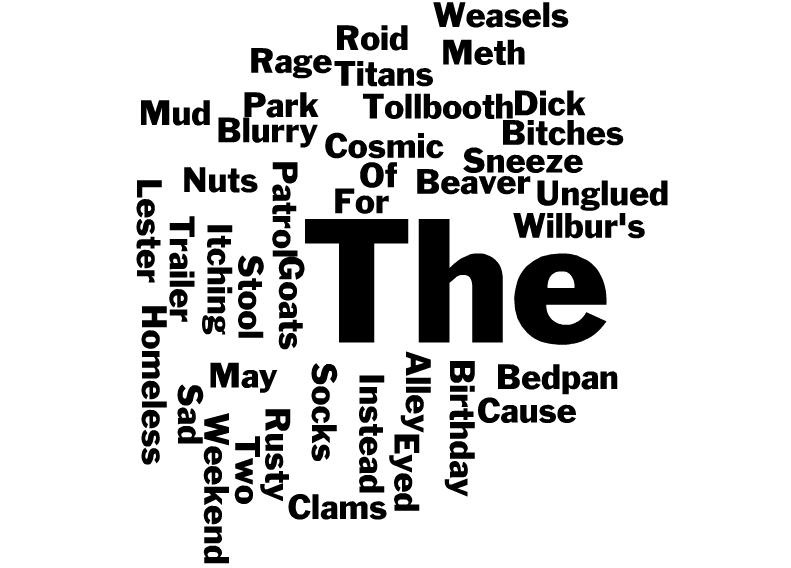 Weasels
Roid
Meth
Rage
Titans
Mud
Park
Tollbooth
Dick
Blurry
Bitches
Cosmic
Sneeze
Nuts
Patrol
Of
Beaver
Unglued
For
Wilbur's
Lester
Trailer
Itching
Stool
Goats
The
Homeless
May
Socks
Instead
Alley
Birthday
Bedpan
Sad
Cause
Weekend
Two
Rusty
Eyed
Clams